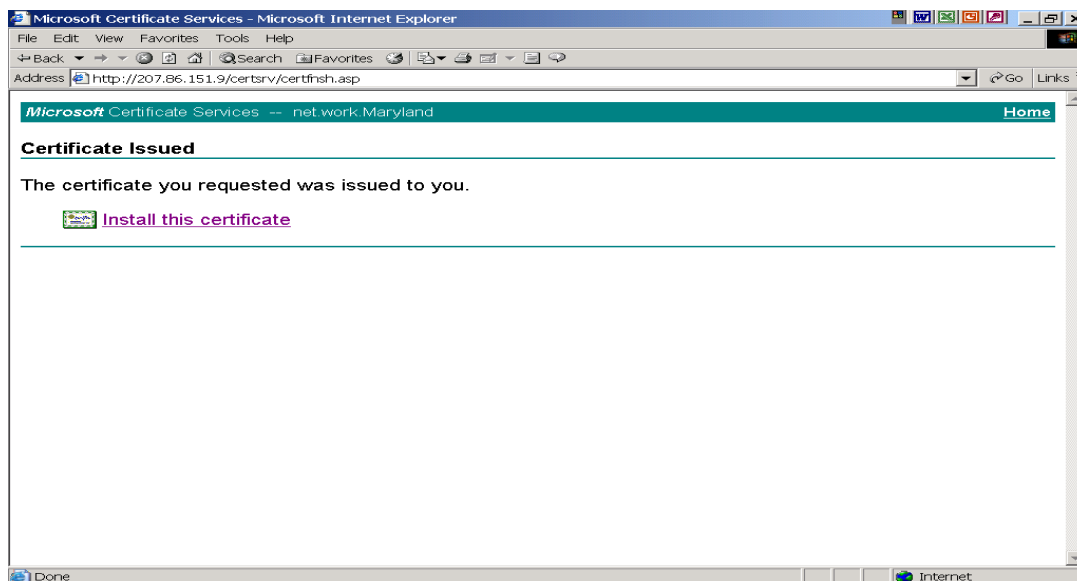 Microsoft Certificate Services - Microsoft Internet Explorer
File Edit View Favorites Tools Help
Back Search Favorites
Address http://207.86.151.9/certsrv/certfnsh.asp Go Links
Microsoft Certificate Services -- net.work.Maryland Home
Certificate Issued
The certificate you requested was issued to you.
Install this certificate
Done Internet